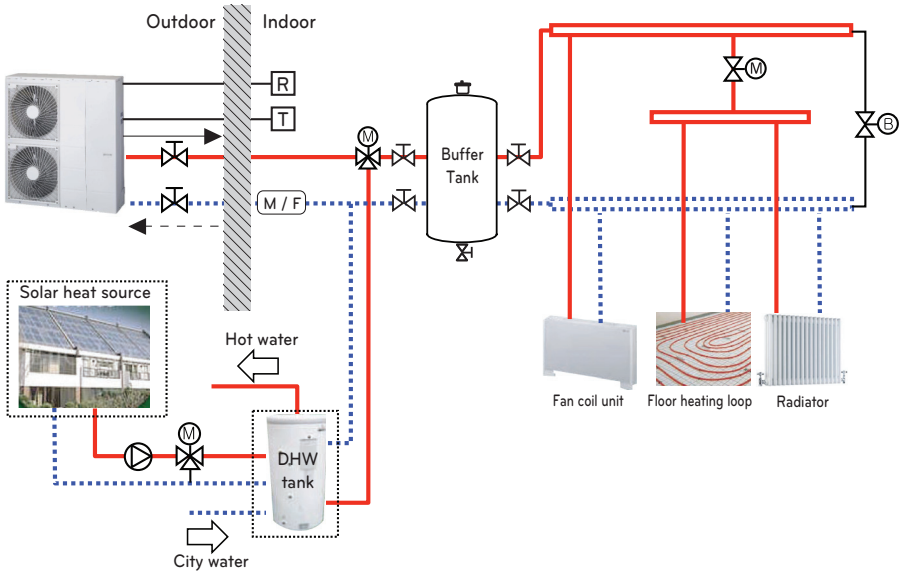 Outdoor
Indoor
R
T
M
M / F
Buffer
Tank
M
B
Solar heat source
Hot water
M
DHW
tank
City water
Fan coil unit
Floor heating loop
Radiator